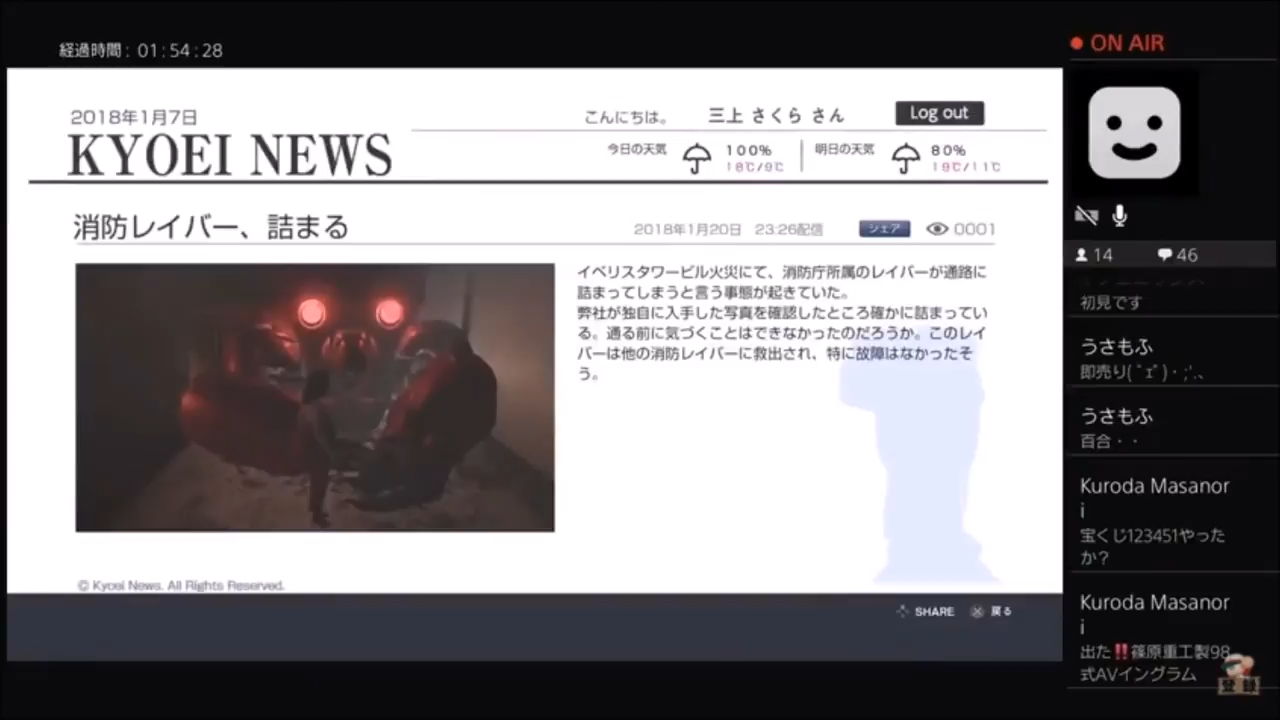 経過時間: 01:54:28
ON AIR
2018年1月7日
こんにちは。 三上 さくら さん Log out
KYOEI NEWS
今日の天気 100% 18℃/9℃ 明日の天気 80% 19℃/11℃
消防レイバー、詰まる
2018年1月20日 23:26配信 シェア 0001
イベリスタワービル火災にて、消防庁所属のレイバーが通路に
詰まってしまうと言う事態が起きていた。
弊社が独自に入手した写真を確認したところ確かに詰まってい
る。通る前に気づくことはできなかったのだろうか。このレイ
バーは他の消防レイバーに救出され、特に故障はなかったそ
う。
© Kyoei News. All Rights Reserved.
SHARE 戻る
14 46
初見です
うさもふ
即売り( ﾟｪﾟ)・;'.、
うさもふ
百合・・
Kuroda Masanor
i
宝くじ123451やった
か?
Kuroda Masanor
i
出た‼篠原重工製98
式AVイングラム
登録